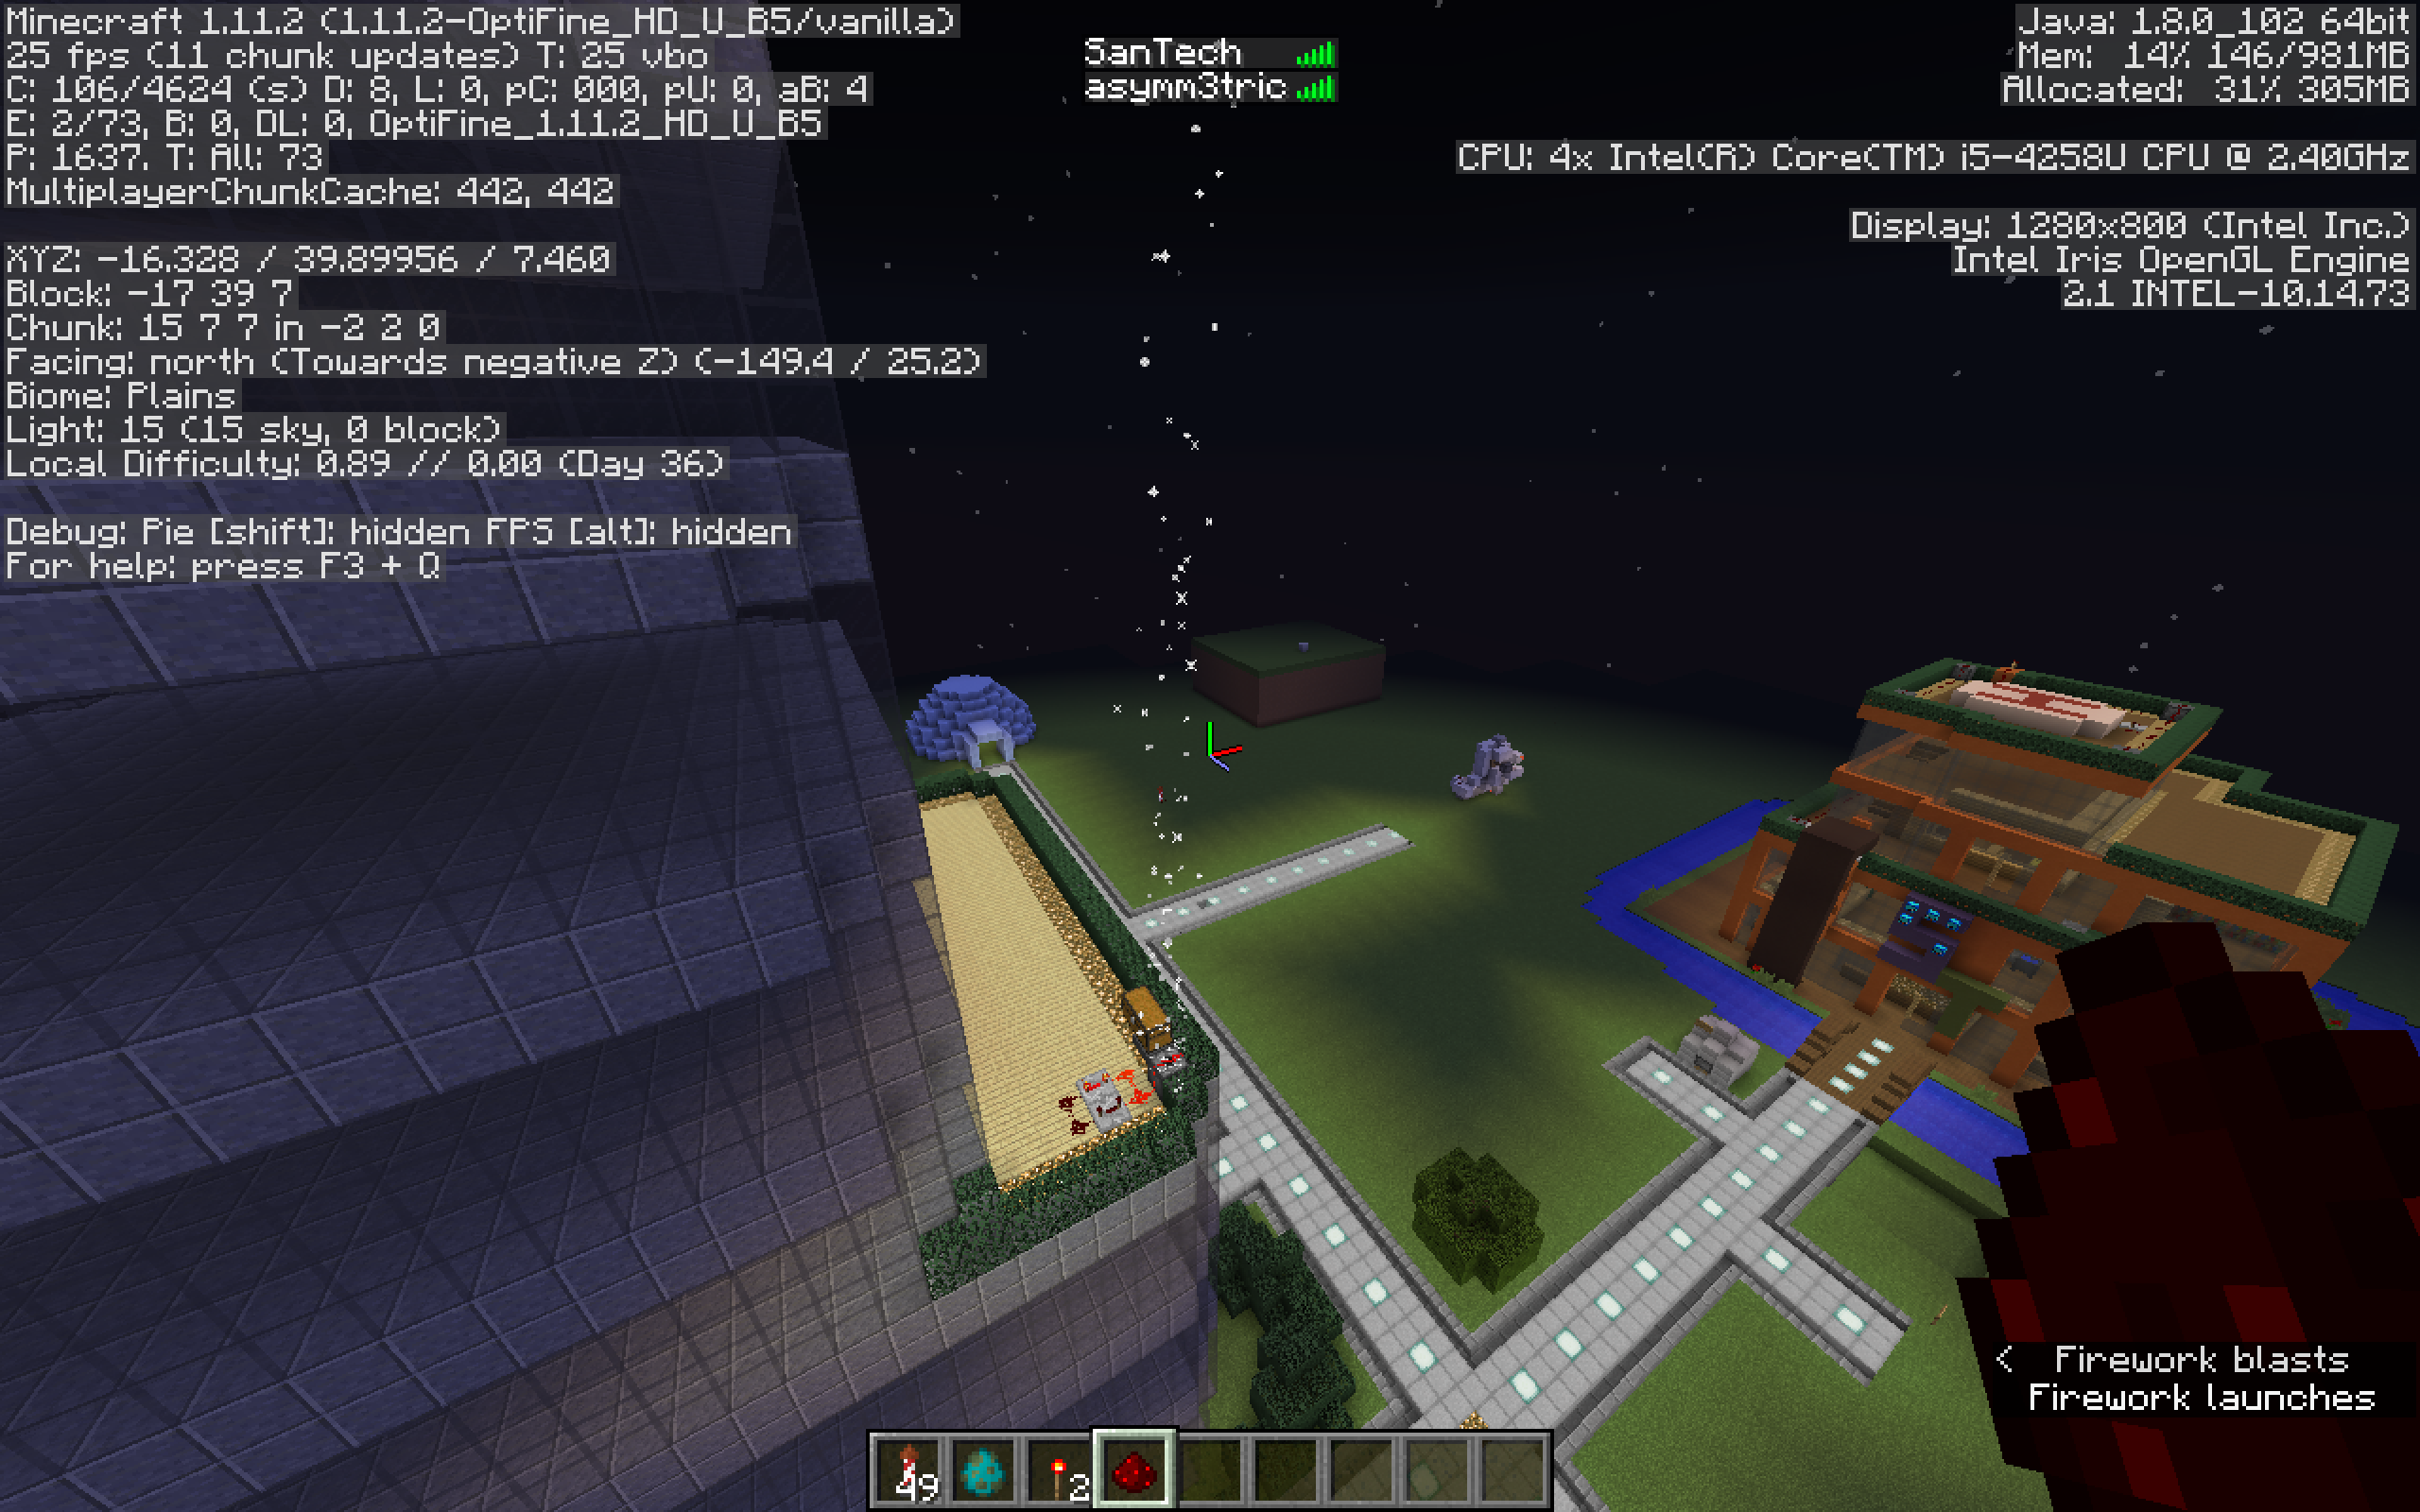 Minecraft 1.11.2 (1.11.2-OptiFine_HD_U_B5/vanilla)
25 fps (11 chunk updates) T: 25 vbo
C: 106/4624 (s) D: 8, L: 0, pC: 000, pU: 0, aB: 4
E: 2/73, B: 0, DL: 0, OptiFine_1.11.2_HD_U_B5
P: 1637. T: All: 73
MultiplayerChunkCache: 442, 442
XYZ: -16.328 / 39.89956 / 7.460
Block: -17 39 7
Chunk: 15 7 7 in -2 2 0
Facing: north (Towards negative Z) (-149.4 / 25.2)
Biome: Plains
Light: 15 (15 sky, 0 block)
Local Difficulty: 0.89 // 0.00 (Day 36)
Debug: Pie [shift]: hidden FPS [alt]: hidden
For help: press F3 + Q
SanTech
asymm3tric
Java: 1.8.0_102 64bit
Mem: 14% 146/981MB
Allocated: 31% 305MB
CPU: 4x Intel(R) Core(TM) i5-4258U CPU @ 2.40GHz
Display: 1280x800 (Intel Inc.)
Intel Iris OpenGL Engine
2.1 INTEL-10.14.73
< Firework blasts
Firework launches
49
2